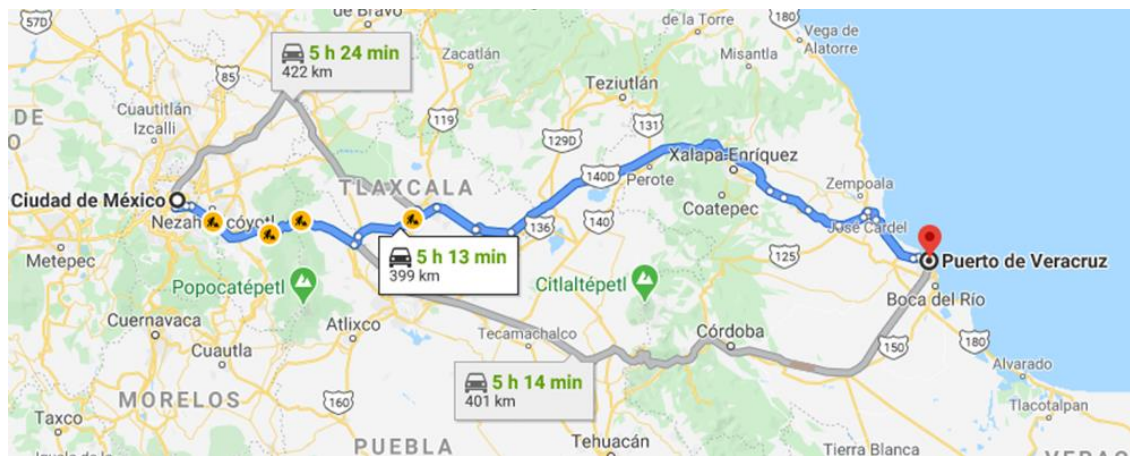 57D
de Bravo
de la Torre
180
Vega de
Alatorre
5 h 24 min
422 km
Zacatlán
Misantla
85
Teziutlán
Cuautitlán
Izcalli
DE
119
131
129D
Xalapa-Enríquez
TLAXCALA
140D
Perote
Zempoala
Ciudad de México
Coatepec
José Cardel
136
140
Metepec
5 h 13 min
399 km
125
Puerto de Veracruz
Popocatépetl
Citlaltépetl
Boca del Río
Cuernavaca
Atlixco
Tecamachalco
Córdoba
150
180
Cuautla
Alvarado
5 h 14 min
401 km
MORELOS
160
Tlacotalpan
Taxco
PUEBLA
Tehuacán
Tierra Blanca